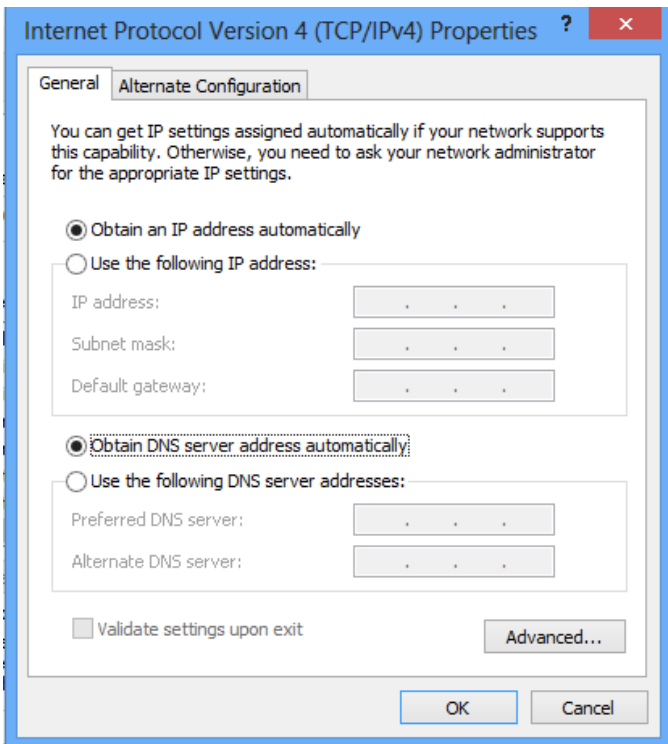 Internet Protocol Version 4 (TCP/IPv4) Properties ? ×
General Alternate Configuration
You can get IP settings assigned automatically if your network supports
this capability. Otherwise, you need to ask your network administrator
for the appropriate IP settings.
Obtain an IP address automatically
Use the following IP address:
IP address: . . .
Subnet mask: . . .
Default gateway: . . .
Obtain DNS server address automatically
Use the following DNS server addresses:
Preferred DNS server: . . .
Alternate DNS server: . . .
Validate settings upon exit
Advanced...
OK Cancel